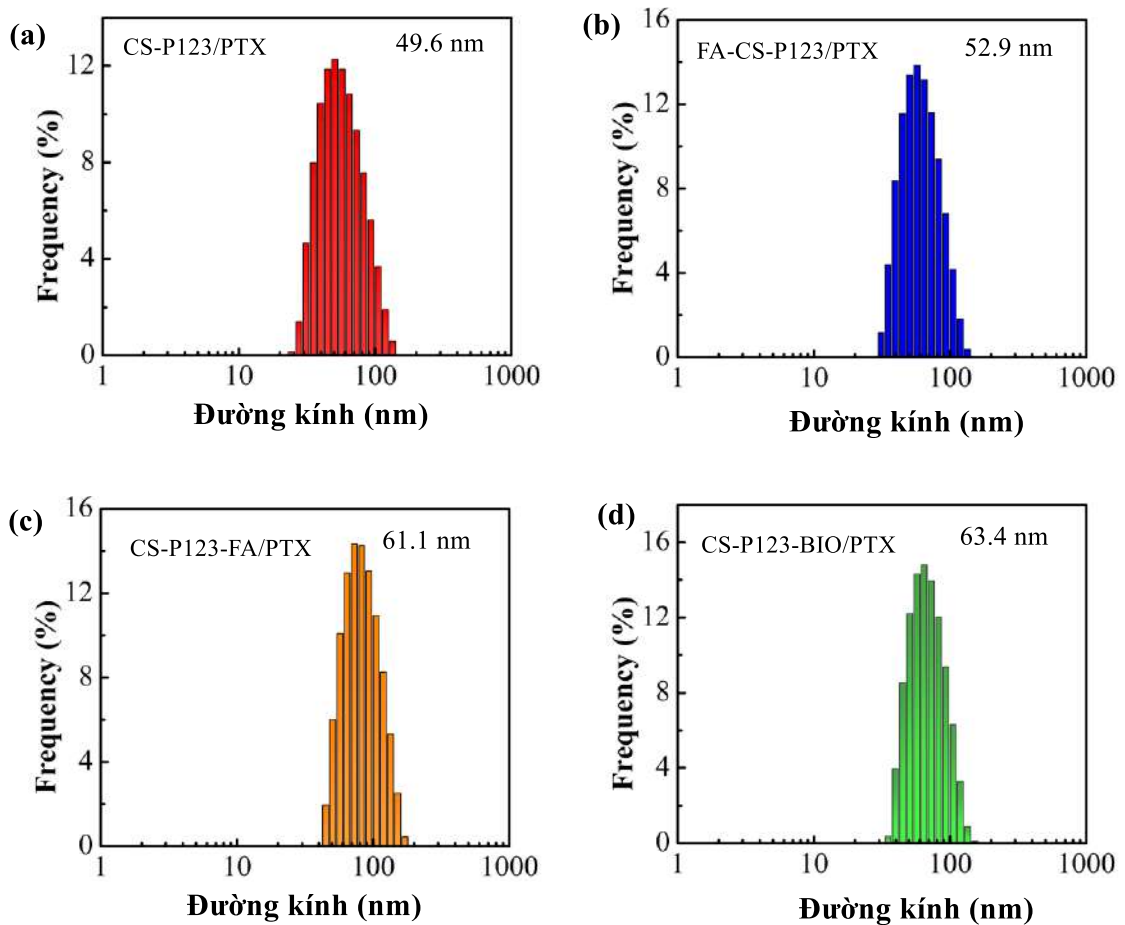 (a)
CS-P123/PTX
49.6 nm
12
8
4
0
Frequency (%)
1
10
100
1000
Đường kính (nm)
(b)
FA-CS-P123/PTX
52.9 nm
16
12
8
4
0
Frequency (%)
1
10
100
1000
Đường kính (nm)
(c)
CS-P123-FA/PTX
61.1 nm
16
12
8
4
0
Frequency (%)
1
10
100
1000
Đường kính (nm)
(d)
CS-P123-BIO/PTX
63.4 nm
16
12
8
4
0
Frequency (%)
1
10
100
1000
Đường kính (nm)